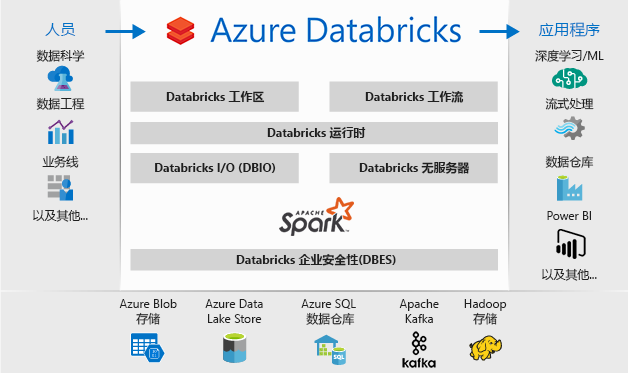 人员
数据科学
数据工程
业务线
以及其他...
Azure Databricks
Databricks 工作区
Databricks 工作流
Databricks 运行时
Databricks I/O (DBIO)
Databricks 无服务器
APACHE
Spark™
Databricks 企业安全性(DBES)
应用程序
深度学习/ML
流式处理
数据仓库
Power BI
以及其他...
Azure Blob
存储
Azure Data
Lake Store
Azure SQL
数据仓库
SQL
Apache
Kafka
kafka
Hadoop
存储